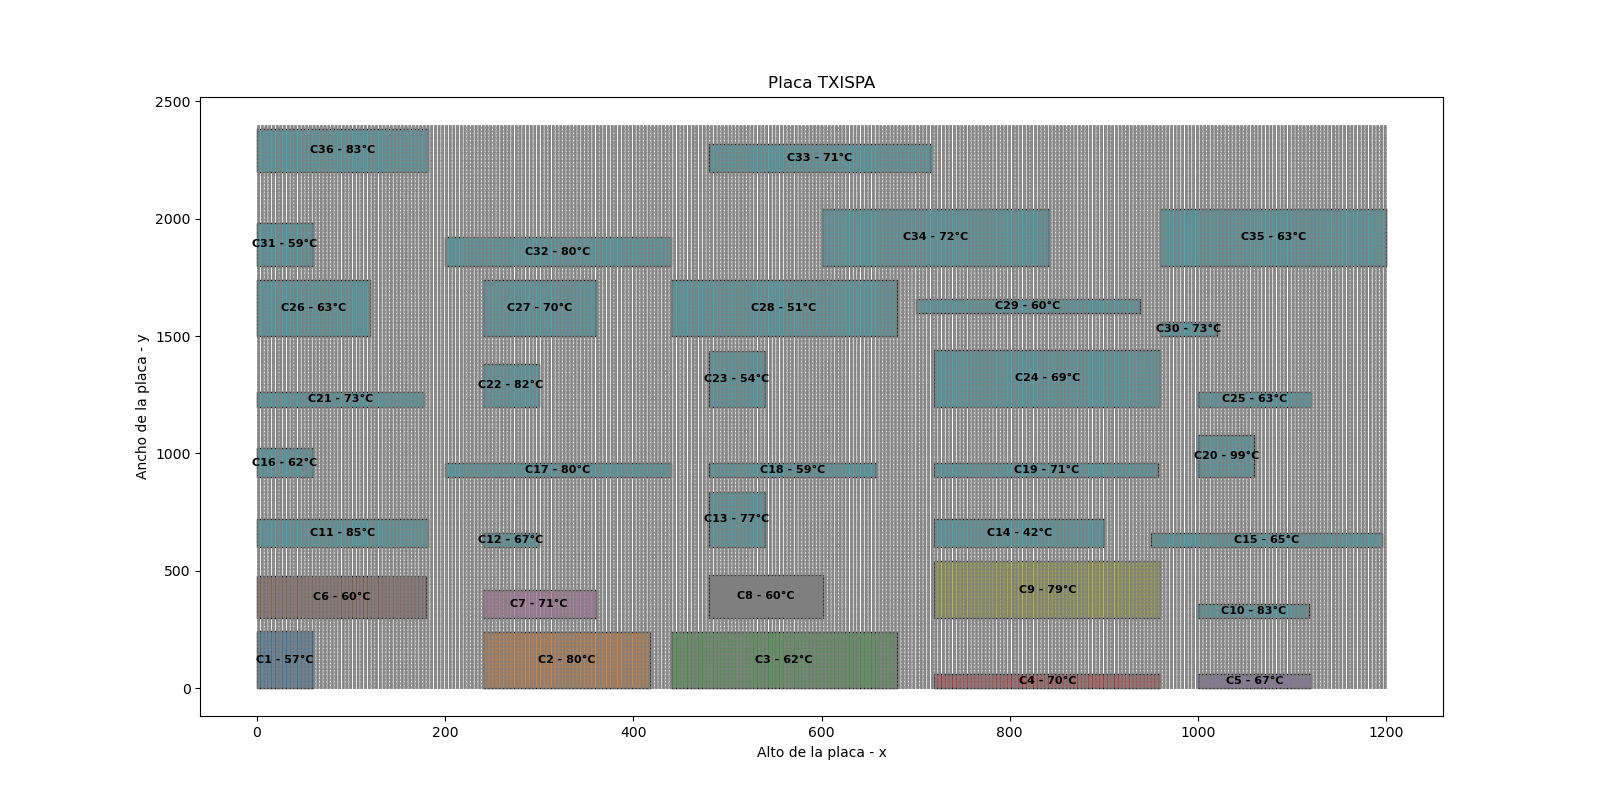 Placa TXISPA
2500
2000
1500
1000
500
0
Ancho de la placa - y
C36 - 83°C
C33 - 71°C
C31 - 59°C
C32 - 80°C
C34 - 72°C
C35 - 63°C
C26 - 63°C
C27 - 70°C
C28 - 51°C
C29 - 60°C
C30 - 73°C
C21 - 73°C
C22 - 82°C
C23 - 54°C
C24 - 69°C
C25 - 63°C
C16 - 62°C
C17 - 80°C
C18 - 59°C
C19 - 71°C
C20 - 99°C
C11 - 85°C
C12 - 67°C
C13 - 77°C
C14 - 42°C
C15 - 65°C
C6 - 60°C
C7 - 71°C
C8 - 60°C
C9 - 79°C
C10 - 83°C
C1 - 57°C
C2 - 80°C
C3 - 62°C
C4 - 70°C
C5 - 67°C
0
200
400
600
800
1000
1200
Alto de la placa - x